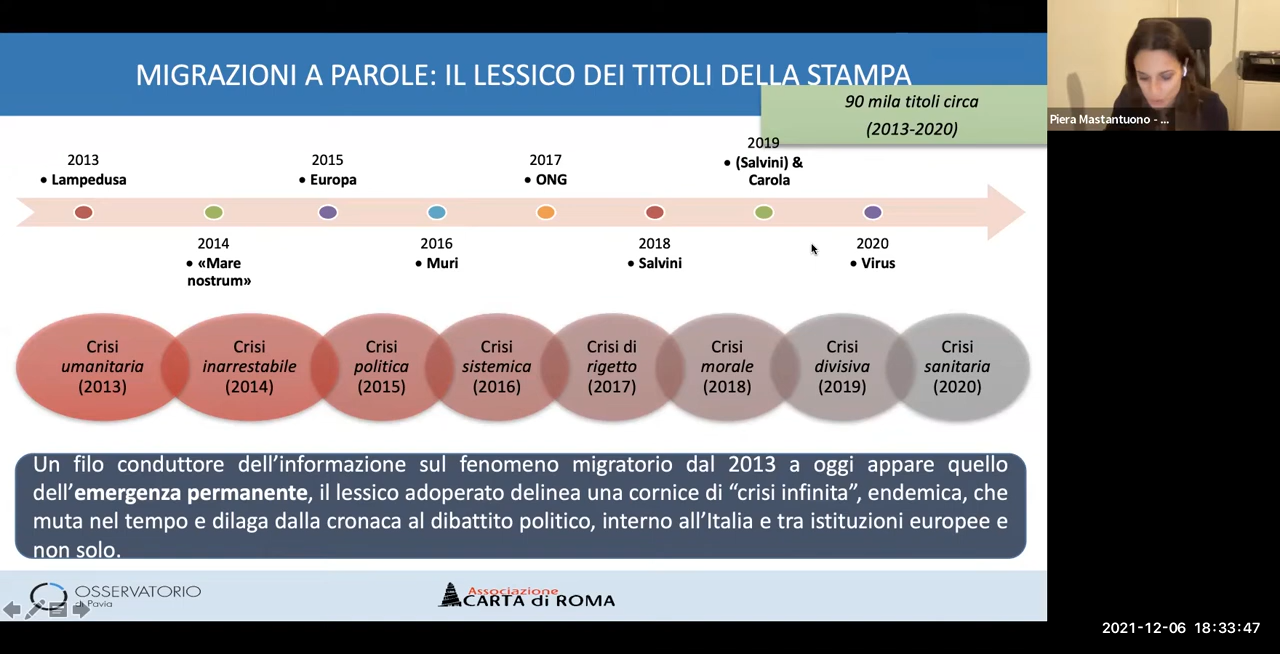 MIGRAZIONI A PAROLE: IL LESSICO DEI TITOLI DELLA STAMPA
90 mila titoli circa
(2013-2020)
Piera Mastantuono - ...
2013
• Lampedusa
2015
• Europa
2017
• ONG
2019
• (Salvini) &
Carola
2014
• «Mare
nostrum»
2016
• Muri
2018
• Salvini
2020
• Virus
Crisi
umanitaria
(2013)
Crisi
inarrestabile
(2014)
Crisi
politica
(2015)
Crisi
sistemica
(2016)
Crisi di
rigetto
(2017)
Crisi
morale
(2018)
Crisi
divisiva
(2019)
Crisi
sanitaria
(2020)
Un filo conduttore dell’informazione sul fenomeno migratorio dal 2013 a oggi appare quello
dell’emergenza permanente, il lessico adoperato delinea una cornice di “crisi infinita”, endemica, che
muta nel tempo e dilaga dalla cronaca al dibattito politico, interno all’Italia e tra istituzioni europee e
non solo.
OSSERVATORIO
di Pavia
Associazione
CARTA di ROMA
2021-12-06 18:33:47